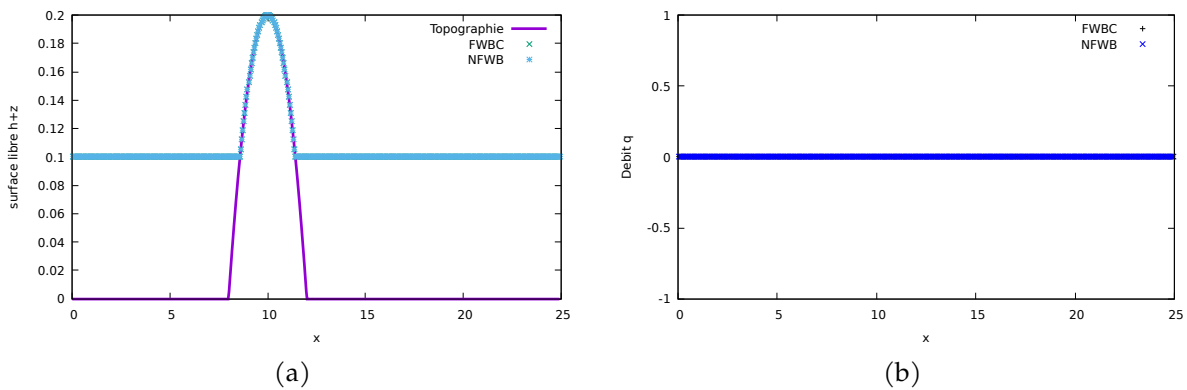 0.2
0.18
0.16
0.14
0.12
0.1
0.08
0.06
0.04
0.02
0
surface libre h+z
Topographie
FWBC
NFWB
0 5 10 15 20 25
x
(a)
1
0.5
0
-0.5
-1
Debit q
FWBC
NFWB
0 5 10 15 20 25
x
(b)